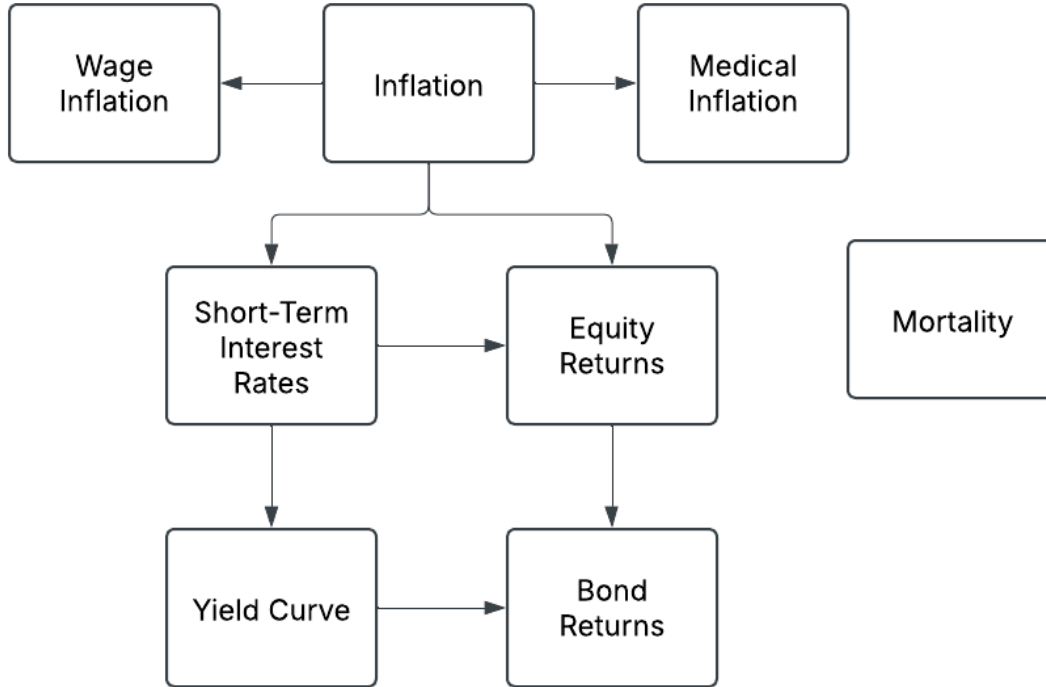 Wage
Inflation
Inflation
Medical
Inflation
Short-Term
Interest
Rates
Equity
Returns
Mortality
Yield Curve
Bond
Returns